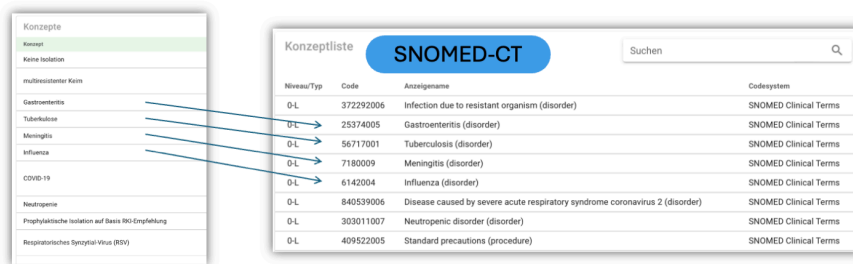 Konzepte
Konzept
Keine Isolation
multiresistenter Keim
Gastroenteritis
Tuberkulose
Meningitis
Influenza
COVID-19
Neutropenie
Prophylaktische Isolation auf Basis RKI-Empfehlung
Respiratorisches Synzytial-Virus (RSV)
Konzeptliste
SNOMED-CT
Suchen
Niveau/Typ Code Anzeigename Codesystem
0-L 372292006 Infection due to resistant organism (disorder) SNOMED Clinical Terms
0-L 25374005 Gastroenteritis (disorder) SNOMED Clinical Terms
0-L 56717001 Tuberculosis (disorder) SNOMED Clinical Terms
0-L 7180009 Meningitis (disorder) SNOMED Clinical Terms
0-L 6142004 Influenza (disorder) SNOMED Clinical Terms
0-L 840539006 Disease caused by severe acute respiratory syndrome coronavirus 2 (disorder) SNOMED Clinical Terms
0-L 303011007 Neutropenic disorder (disorder) SNOMED Clinical Terms
0-L 409522005 Standard precautions (procedure) SNOMED Clinical Terms